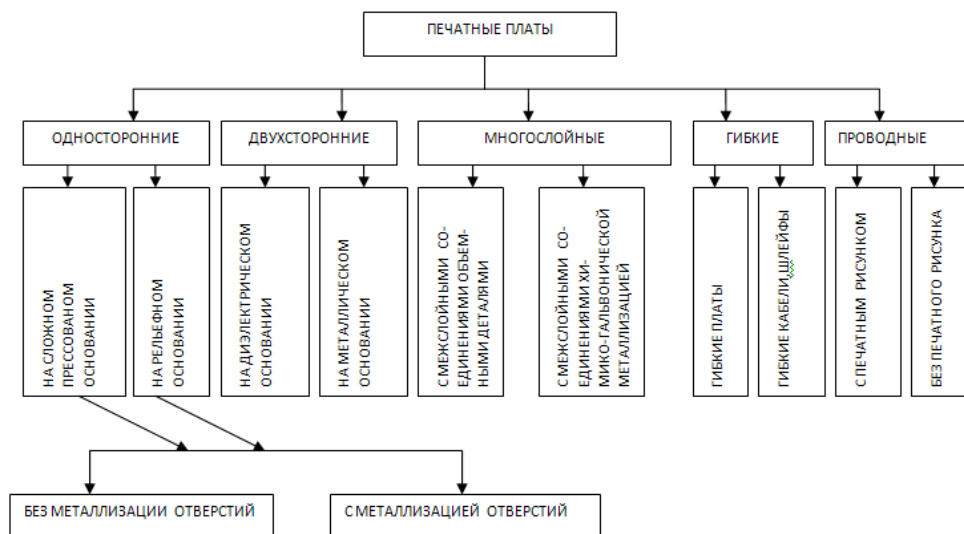 ПЕЧАТНЫЕ ПЛАТЫ
ОДНОСТОРОННИЕ
ДВУХСТОРОННИЕ
МНОГОСЛОЙНЫЕ
ГИБКИЕ
ПРОВОДНЫЕ
НА СЛОЖНОМ
ПРЕССОВАНОМ
ОСНОВАНИИ
НА РЕЛЬЕФНОМ
ОСНОВАНИИ
НА ДИЭЛЕКТРИЧЕСКОМ
ОСНОВАНИИ
НА МЕТАЛЛИЧЕСКОМ
ОСНОВАНИИ
С МЕЖСЛОЙНЫМИ СО-
ЕДИНЕНИЯМИ ОБЪЕМ-
НЫМИ ДЕТАЛЯМИ
С МЕЖСЛОЙНЫМИ СО-
ЕДИНЕНИЯМИ ХИ-
МИКО-ГАЛЬВОНИЧЕСКОЙ
МЕТАЛЛИЗАЦИЕЙ
ГИБКИЕ ПЛАТЫ
ГИБКИЕ КАБЕЛИ,ШЛЕЙФЫ
С ПЕЧАТНЫМ РИСУНКОМ
БЕЗ ПЕЧАТНОГО РИСУНКА
БЕЗ МЕТАЛЛИЗАЦИИ ОТВЕРСТИЙ
С МЕТАЛЛИЗАЦИЕЙ ОТВЕРСТИЙ